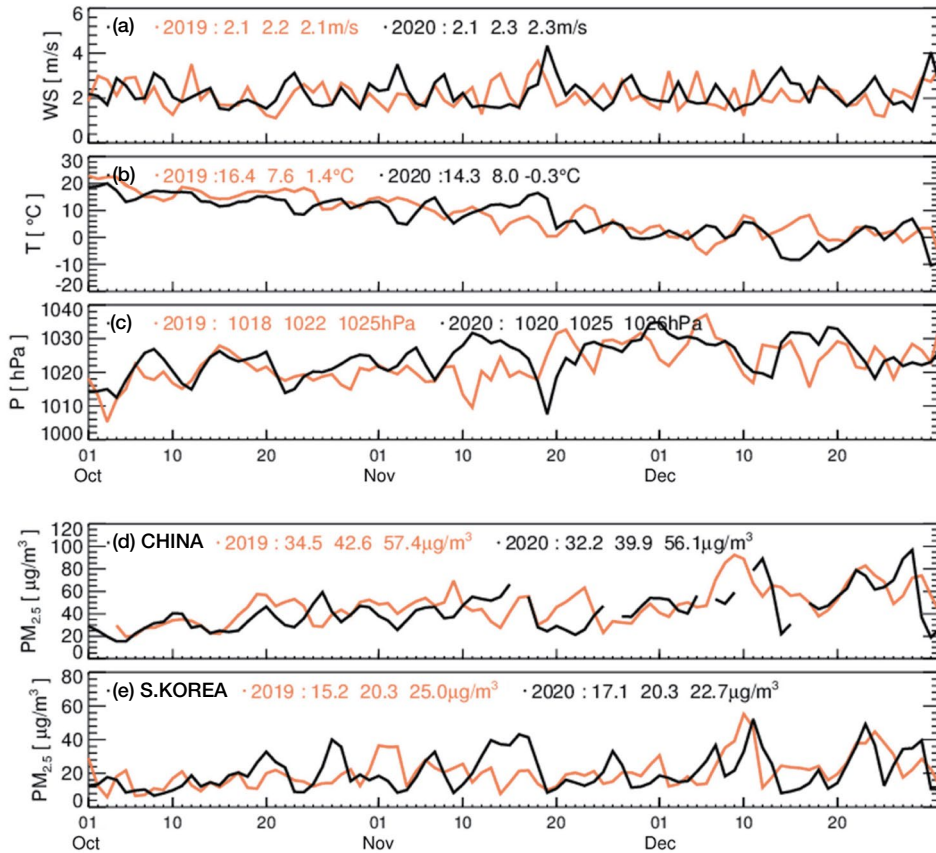 (a) ·2019 : 2.1 2.2 2.1m/s ·2020 : 2.1 2.3 2.3m/s
WS [ m/s ]
6
4
2
0
·(b) ·2019 :16.4 7.6 1.4°C ·2020 :14.3 8.0 -0.3°C
T [ °C ]
30
20
10
0
-10
-20
·(c) ·2019 : 1018 1022 1025hPa ·2020 : 1020 1025 1026hPa
P [ hPa ]
1040
1030
1020
1010
1000
01 10 20 01 10 20 01 10 20
Oct Nov Dec
·(d) CHINA ·2019 : 34.5 42.6 57.4μg/m³ ·2020 : 32.2 39.9 56.1μg/m³
PM₂.₅ [ μg/m³ ]
120
100
80
60
40
20
0
·(e) S.KOREA ·2019 : 15.2 20.3 25.0μg/m³ ·2020 : 17.1 20.3 22.7μg/m³
PM₂.₅ [ μg/m³ ]
80
60
40
20
0
01 10 20 01 10 20 01 10 20
Oct Nov Dec